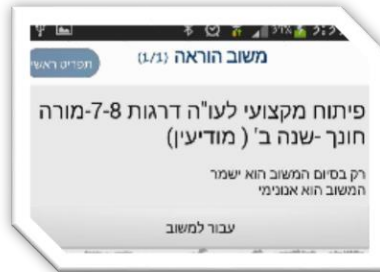 משוב הוראה (1/1)
תפריט ראשי
פיתוח מקצועי לעו"ה דרגות 7-8-מורה
חונך -שנה ב' ( מודיעין)
רק בסיום המשוב הוא ישמר
המשוב הוא אנונימי
עבור למשוב